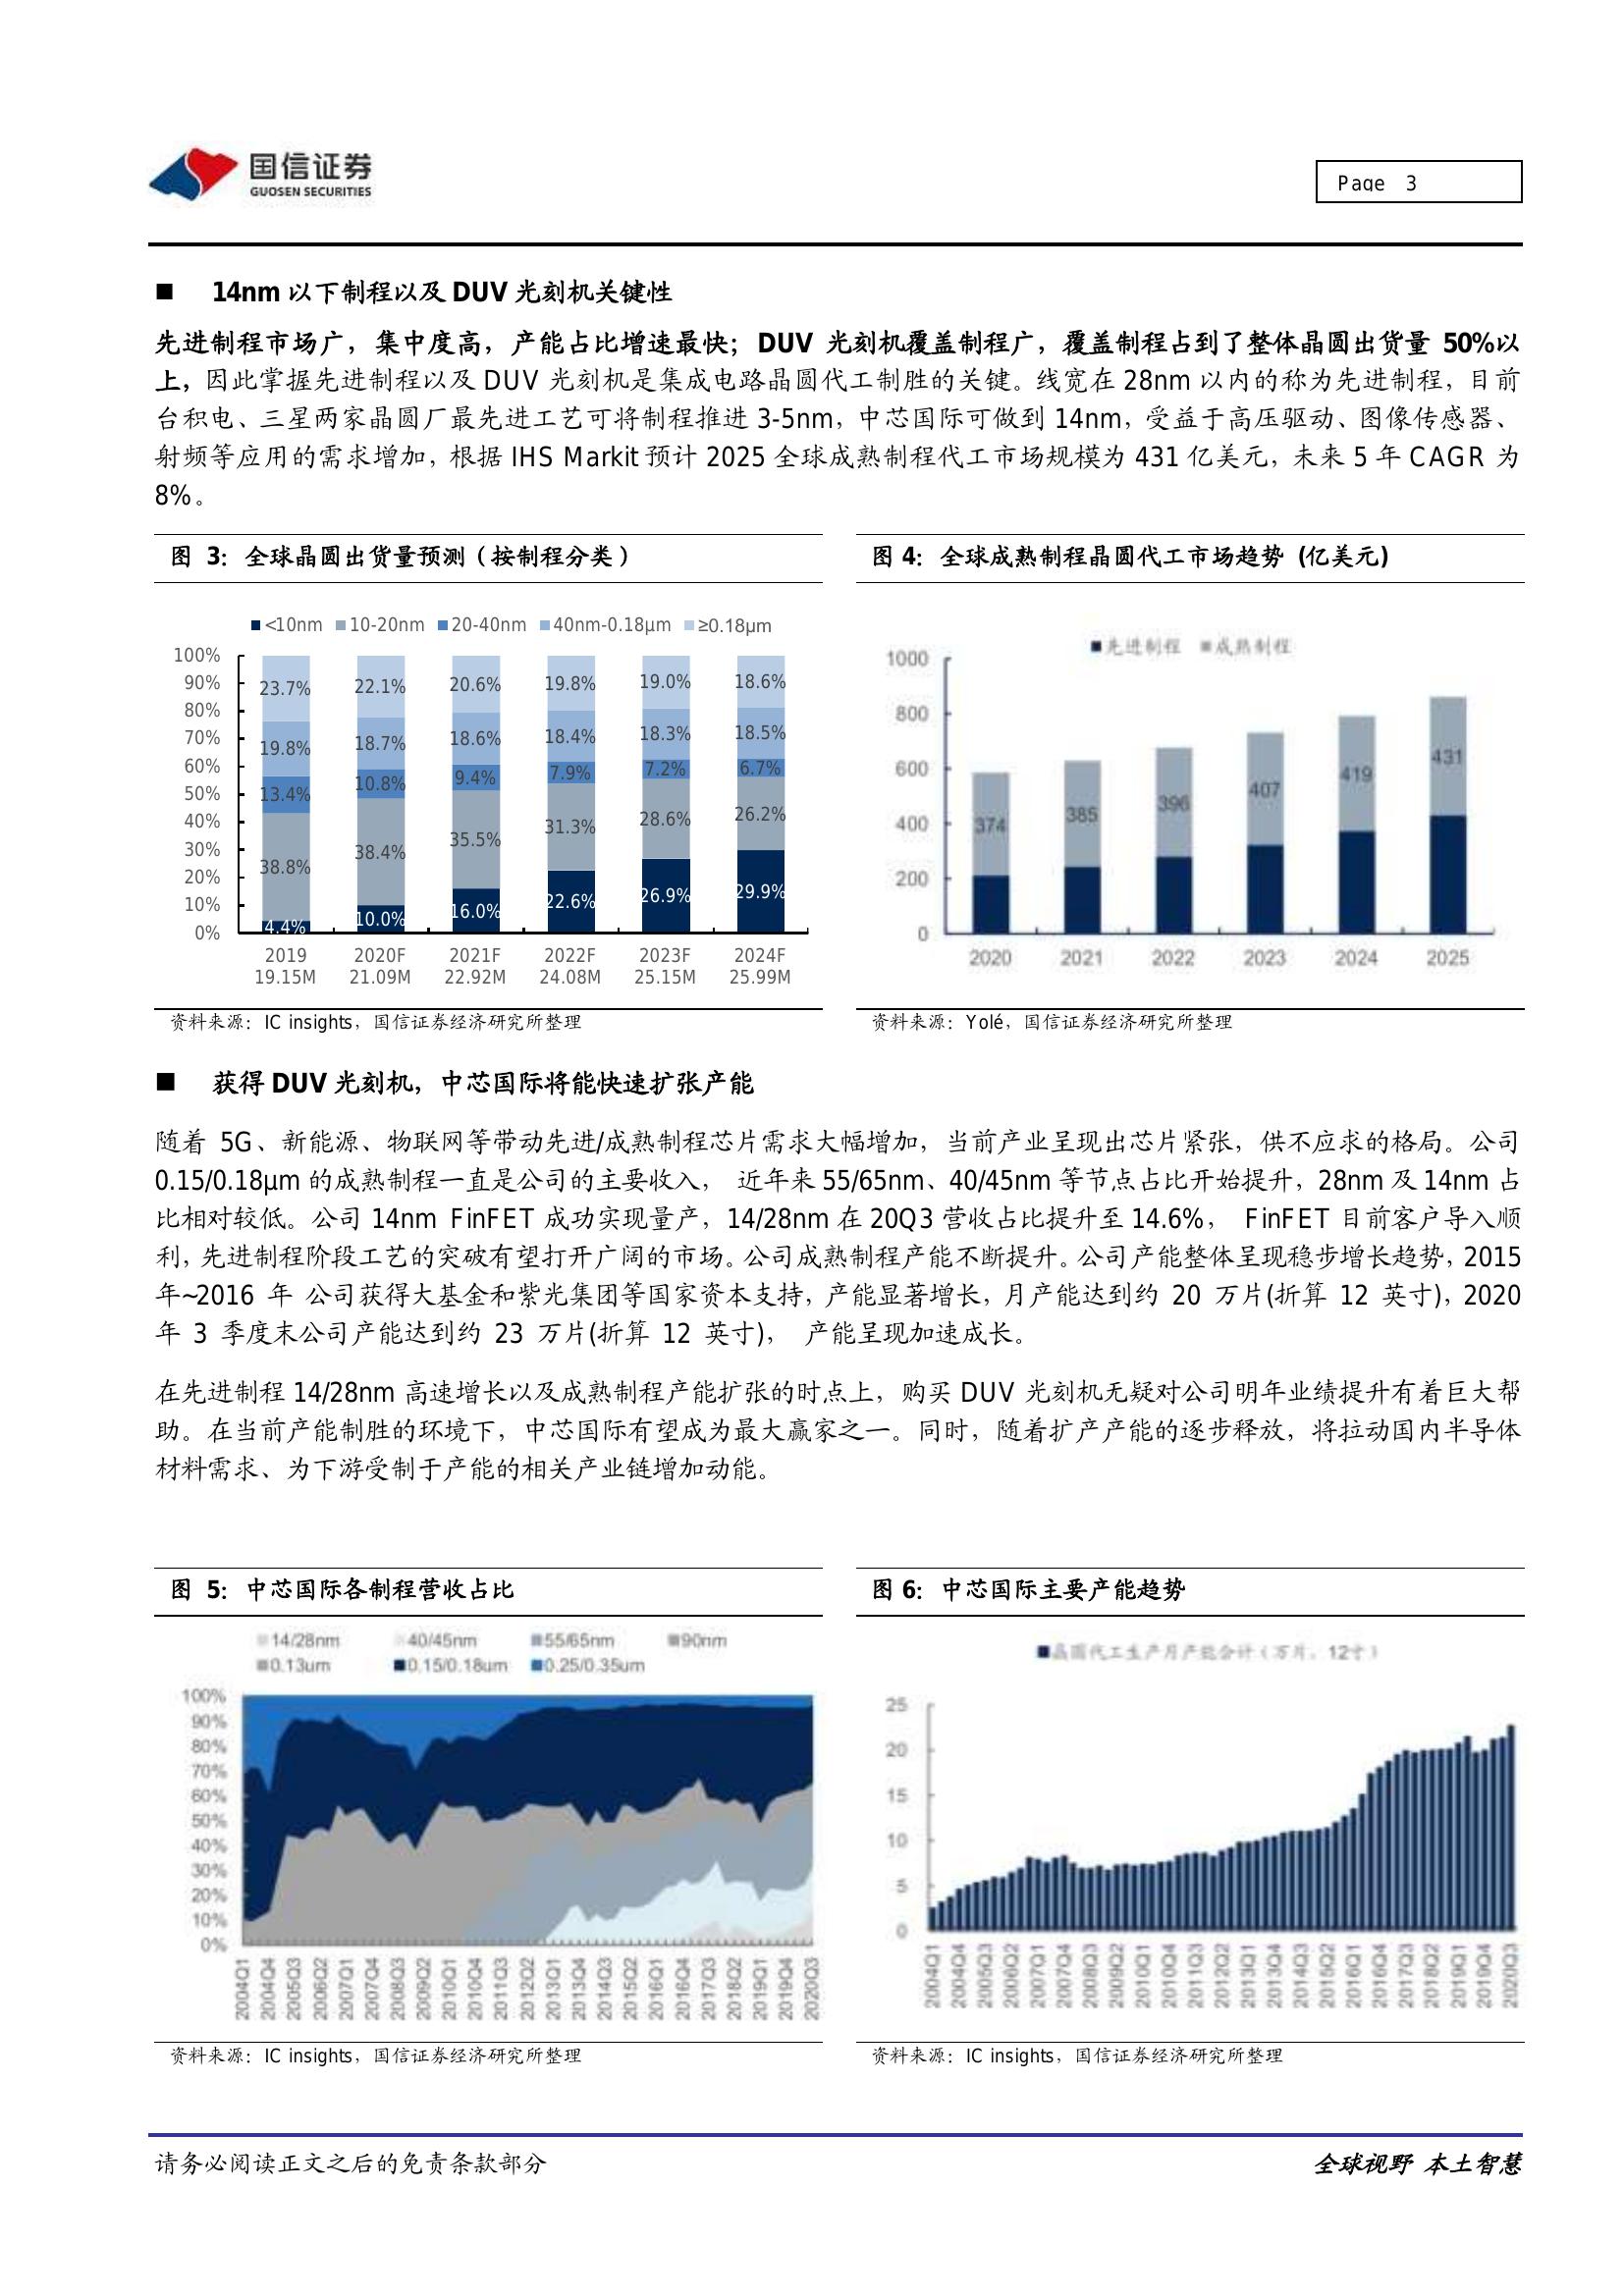 国信证券
GUOSEN SECURITIES
Page 3
■ 14nm 以下制程以及 DUV 光刻机关键性
先进制程市场广，集中度高，产能占比增速最快；DUV 光刻机覆盖制程广，覆盖制程占到了整体晶圆出货量 50%以
上，因此掌握先进制程以及 DUV 光刻机是集成电路晶圆代工制胜的关键。线宽在 28nm 以内的称为先进制程，目前
台积电、三星两家晶圆厂最先进工艺可将制程推进 3-5nm，中芯国际可做到 14nm，受益于高压驱动、图像传感器、
射频等应用的需求增加，根据 IHS Markit 预计 2025 全球成熟制程代工市场规模为 431 亿美元，未来 5 年 CAGR 为
8%。
图 3：全球晶圆出货量预测（按制程分类）
<10nm 10-20nm 20-40nm 40nm-0.18μm ≥0.18μm
100%
90%
80%
70%
60%
50%
40%
30%
20%
10%
0%
23.7% 22.1% 20.6% 19.8% 19.0% 18.6%
19.8% 18.7% 18.6% 18.4% 18.3% 18.5%
13.4% 10.8% 9.4% 7.9% 7.2% 6.7%
38.8% 38.4% 35.5% 31.3% 28.6% 26.2%
4.4% 10.0% 16.0% 22.6% 26.9% 29.9%
2019 2020F 2021F 2022F 2023F 2024F
19.15M 21.09M 22.92M 24.08M 25.15M 25.99M
资料来源：IC insights，国信证券经济研究所整理
图 4：全球成熟制程晶圆代工市场趋势 (亿美元)
先进制程 成熟制程
1000
800
600
400
200
0
374 385 396 407 419 431
2020 2021 2022 2023 2024 2025
资料来源：Yolé，国信证券经济研究所整理
■ 获得 DUV 光刻机，中芯国际将能快速扩张产能
随着 5G、新能源、物联网等带动先进/成熟制程芯片需求大幅增加，当前产业呈现出芯片紧张，供不应求的格局。公司
0.15/0.18μm 的成熟制程一直是公司的主要收入， 近年来 55/65nm、40/45nm 等节点占比开始提升，28nm 及 14nm 占
比相对较低。公司 14nm FinFET 成功实现量产，14/28nm 在 20Q3 营收占比提升至 14.6%， FinFET 目前客户导入顺
利，先进制程阶段工艺的突破有望打开广阔的市场。公司成熟制程产能不断提升。公司产能整体呈现稳步增长趋势，2015
年~2016 年 公司获得大基金和紫光集团等国家资本支持，产能显著增长，月产能达到约 20 万片(折算 12 英寸)，2020
年 3 季度末公司产能达到约 23 万片(折算 12 英寸)， 产能呈现加速成长。
在先进制程 14/28nm 高速增长以及成熟制程产能扩张的时点上，购买 DUV 光刻机无疑对公司明年业绩提升有着巨大帮
助。在当前产能制胜的环境下，中芯国际有望成为最大赢家之一。同时，随着扩产产能的逐步释放，将拉动国内半导体
材料需求、为下游受制于产能的相关产业链增加动能。
图 5：中芯国际各制程营收占比
14/28nm 40/45nm 55/65nm 90nm
0.13um 0.15/0.18um 0.25/0.35um
100%
90%
80%
70%
60%
50%
40%
30%
20%
10%
0%
2004Q1 2004Q4 2005Q3 2006Q2 2007Q1 2007Q4 2008Q3 2009Q2 2010Q1 2010Q4 2011Q3 2012Q2 2013Q1 2013Q4 2014Q3 2015Q2 2016Q1 2016Q4 2017Q3 2018Q2 2019Q1 2019Q4 2020Q3
资料来源：IC insights，国信证券经济研究所整理
图 6：中芯国际主要产能趋势
晶圆代工生产月产能合计（万片，12寸）
25
20
15
10
5
0
2004Q1 2004Q4 2005Q3 2006Q2 2007Q1 2007Q4 2008Q3 2009Q2 2010Q1 2010Q4 2011Q3 2012Q2 2013Q1 2013Q4 2014Q3 2015Q2 2016Q1 2016Q4 2017Q3 2018Q2 2019Q1 2019Q4 2020Q3
资料来源：IC insights，国信证券经济研究所整理
请务必阅读正文之后的免责条款部分
全球视野 本土智慧